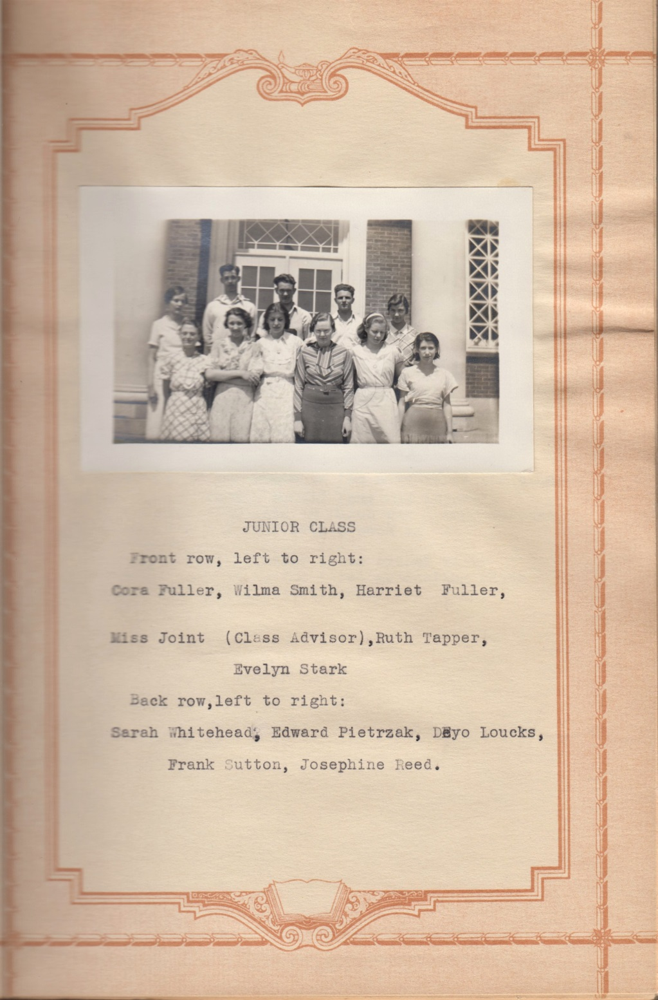 JUNIOR CLASS
Front row, left to right:
Cora Fuller, Wilma Smith, Harriet Fuller,
Miss Joint (Class Advisor),Ruth Tapper,
Evelyn Stark
Back row,left to right:
Sarah Whitehead, Edward Pietrzak, Deyo Loucks,
Frank Sutton, Josephine Reed.